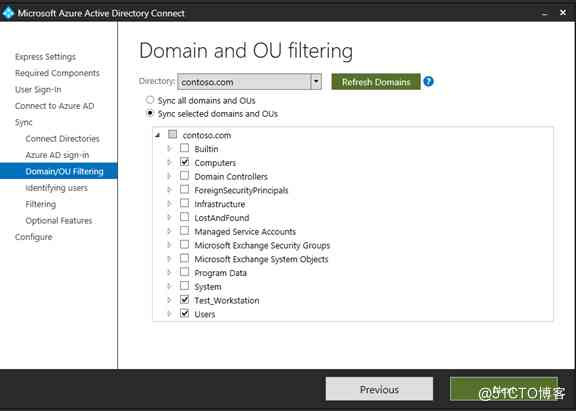 Microsoft Azure Active Directory Connect
Express Settings
Required Components
User Sign-In
Connect to Azure AD
Sync
Connect Directories
Azure AD sign-in
Domain/OU Filtering
Identifying users
Filtering
Optional Features
Configure
Domain and OU filtering
Directory: contoso.com Refresh Domains ?
Sync all domains and OUs
Sync selected domains and OUs
contoso.com
Builtin
Computers
Domain Controllers
ForeignSecurityPrincipals
Infrastructure
LostAndFound
Managed Service Accounts
Microsoft Exchange Security Groups
Microsoft Exchange System Objects
Program Data
System
Test_Workstation
Users
Previous Next
@51CTO博客